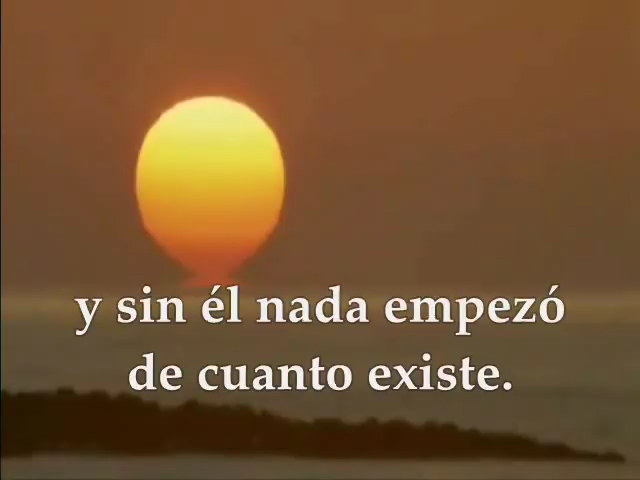 y sin él nada empezó
de cuanto existe.